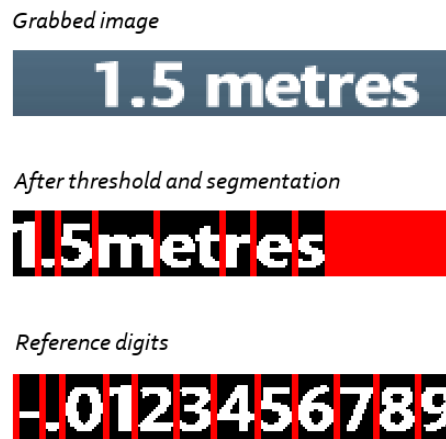 Grabbed image
1.5 metres
After threshold and segmentation
1.5metres
Reference digits
-.0123456789